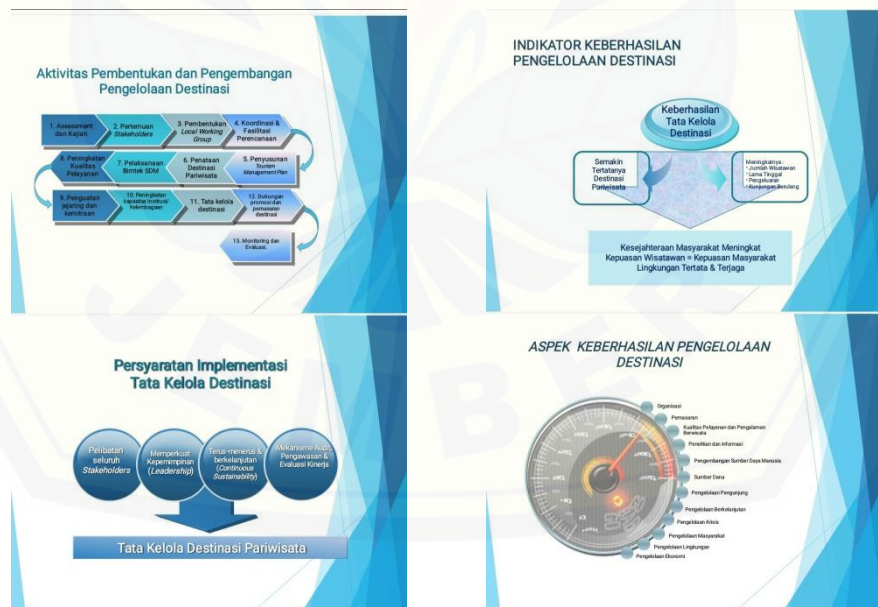 Aktivitas Pembentukan dan Pengembangan
Pengelolaan Destinasi
1. Assessment
dan Kajian
2. Pertemuan
Stakeholders
3. Pembentukan
Local Working
Group
4. Koordinasi &
Fasilitasi
Perencanaan
8. Peningkatan
Kualitas
Pelayanan
7. Pelaksanaan
Bimtek SDM
6. Penataan
Destinasi
Pariwisata
5. Penyusunan
Tourism
Management Plan
9. Penguatan
jejaring dan
kemitraan
10. Peningkatan
kapasitas Institusi/
Kelembagaan
11. Tata kelola
destinasi
12. Dukungan
promosi dan
pemasaran
destinasi
13. Monitoring dan
Evaluasi
INDIKATOR KEBERHASILAN
PENGELOLAAN DESTINASI
Keberhasilan
Tata Kelola
Destinasi
Semakin
Tertatanya
Destinasi
Pariwisata
Meningkatnya :
• Jumlah Wisatawan
• Lama Tinggal
• Pengeluaran
• Kunjungan Berulang
Kesejahteraan Masyarakat Meningkat
Kepuasan Wisatawan = Kepuasan Masyarakat
Lingkungan Tertata & Terjaga
Persyaratan Implementasi
Tata Kelola Destinasi
Pelibatan
seluruh
Stakeholders
Memperkuat
Kepemimpinan
(Leadership)
Terus-menerus &
berkelanjutan
(Continuous
Sustainability)
Mekanisme Audit,
Pengawasan &
Evaluasi Kinerja
Tata Kelola Destinasi Pariwisata
ASPEK KEBERHASILAN PENGELOLAAN
DESTINASI
Organisasi
Pemasaran
Kualitas Pelayanan dan Pengalaman
Berwisata
Penelitian dan Informasi
Pengembangan Sumber Daya Manusia
Sumber Dana
Pengelolaan Pengunjung
Pengelolaan Berkelanjutan
Pengelolaan Krisis
Pengelolaan Masyarakat
Pengelolaan Lingkungan
Pengelolaan Ekonomi
JEMBER